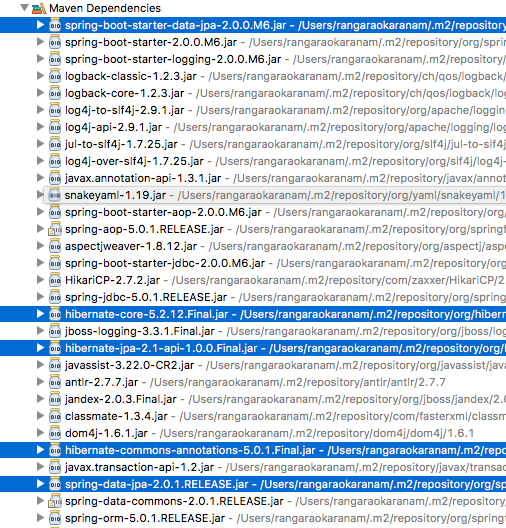 Maven Dependencies
spring-boot-starter-data-jpa-2.0.0.M6.jar - /Users/rangaraokaranam/.m2/repository
spring-boot-starter-2.0.0.M6.jar - /Users/rangaraokaranam/.m2/repository/org/sprin
spring-boot-starter-logging-2.0.0.M6.jar - /Users/rangaraokaranam/.m2/repository/
logback-classic-1.2.3.jar - /Users/rangaraokaranam/.m2/repository/ch/qos/logback/
logback-core-1.2.3.jar - /Users/rangaraokaranam/.m2/repository/ch/qos/logback/
log4j-to-slf4j-2.9.1.jar - /Users/rangaraokaranam/.m2/repository/org/apache/loggin
log4j-api-2.9.1.jar - /Users/rangaraokaranam/.m2/repository/org/apache/logging/lo
jul-to-slf4j-1.7.25.jar - /Users/rangaraokaranam/.m2/repository/org/slf4j/jul-to-slf
log4j-over-slf4j-1.7.25.jar - /Users/rangaraokaranam/.m2/repository/org/slf4j/log4
javax.annotation-api-1.3.1.jar - /Users/rangaraokaranam/.m2/repository/javax/annot
snakeyaml-1.19.jar - /Users/rangaraokaranam/.m2/repository/org/yaml/snakeyaml/1
spring-boot-starter-aop-2.0.0.M6.jar - /Users/rangaraokaranam/.m2/repository/org
spring-aop-5.0.1.RELEASE.jar - /Users/rangaraokaranam/.m2/repository/org/springf
aspectjweaver-1.8.12.jar - /Users/rangaraokaranam/.m2/repository/org/aspectj/aspe
spring-boot-starter-jdbc-2.0.0.M6.jar - /Users/rangaraokaranam/.m2/repository/org
HikariCP-2.7.2.jar - /Users/rangaraokaranam/.m2/repository/com/zaxxer/HikariCP/2.
spring-jdbc-5.0.1.RELEASE.jar - /Users/rangaraokaranam/.m2/repository/org/spring
hibernate-core-5.2.12.Final.jar - /Users/rangaraokaranam/.m2/repository/org/hibern
jboss-logging-3.3.1.Final.jar - /Users/rangaraokaranam/.m2/repository/org/jboss/log
hibernate-jpa-2.1-api-1.0.0.Final.jar - /Users/rangaraokaranam/.m2/repository/org/
javassist-3.22.0-CR2.jar - /Users/rangaraokaranam/.m2/repository/org/javassist/jav
antlr-2.7.7.jar - /Users/rangaraokaranam/.m2/repository/antlr/antlr/2.7.7
jandex-2.0.3.Final.jar - /Users/rangaraokaranam/.m2/repository/org/jboss/jandex/2.
classmate-1.3.4.jar - /Users/rangaraokaranam/.m2/repository/com/fasterxml/classm
dom4j-1.6.1.jar - /Users/rangaraokaranam/.m2/repository/dom4j/dom4j/1.6.1
hibernate-commons-annotations-5.0.1.Final.jar - /Users/rangaraokaranam/.m2/repo
javax.transaction-api-1.2.jar - /Users/rangaraokaranam/.m2/repository/javax/transac
spring-data-jpa-2.0.1.RELEASE.jar - /Users/rangaraokaranam/.m2/repository/org/sp
spring-data-commons-2.0.1.RELEASE.jar - /Users/rangaraokaranam/.m2/repository/
spring-orm-5.0.1.RELEASE.jar - /Users/rangaraokaranam/.m2/repository/org/springf